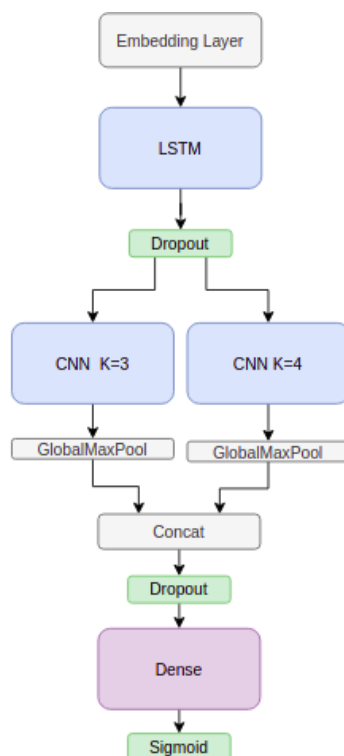 Embedding Layer
LSTM
Dropout
CNN  K=3
CNN K=4
GlobalMaxPool
GlobalMaxPool
Concat
Dropout
Dense
Sigmoid